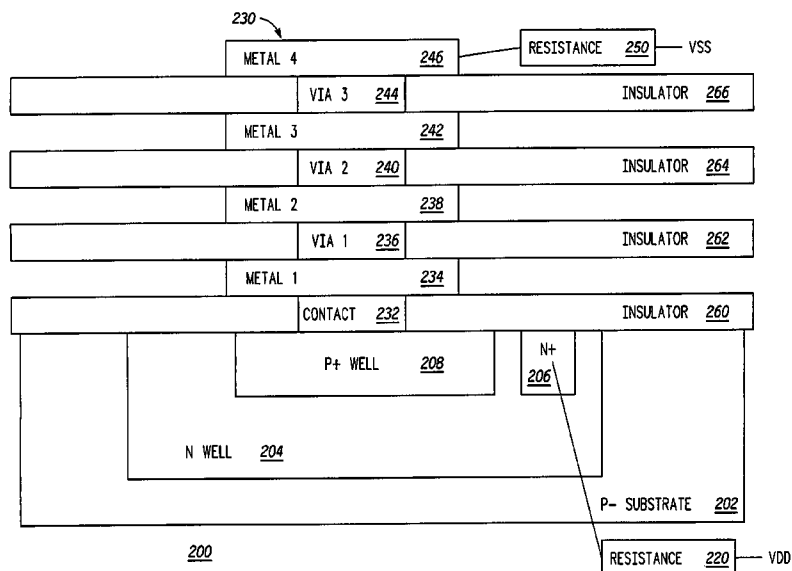 230
METAL 4 246
RESISTANCE 250 VSS
VIA 3 244 INSULATOR 266
METAL 3 242
VIA 2 240 INSULATOR 264
METAL 2 238
VIA 1 236 INSULATOR 262
METAL 1 234
CONTACT 232 INSULATOR 260
P+ WELL 208
N+
206
N WELL 204
P- SUBSTRATE 202
200
RESISTANCE 220 VDD